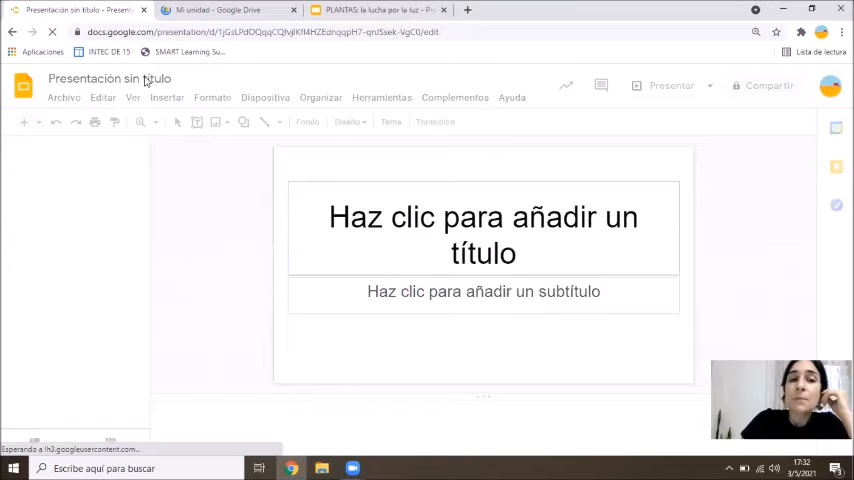 Presentación sin título - Present
Mi unidad - Google Drive
PLANTAS: la lucha por la luz - Pre
docs.google.com/presentation/d/1jGsLPdOQqqCQfvjlKfl4HZEdnqqpH7-qnJSsek-VgC0/edit
Aplicaciones
INTEC DE 15
SMART Learning Su...
Lista de lectura
Presentación sin título
Presentar
Compartir
Archivo Editar Ver Insertar Formato Diapositiva Organizar Herramientas Complementos Ayuda
Fondo Diseño Tema Transición
Haz clic para añadir un
título
Haz clic para añadir un subtítulo
Esperando a lh3.googleusercontent.com...
Escribe aquí para buscar
17:32
3/5/2021